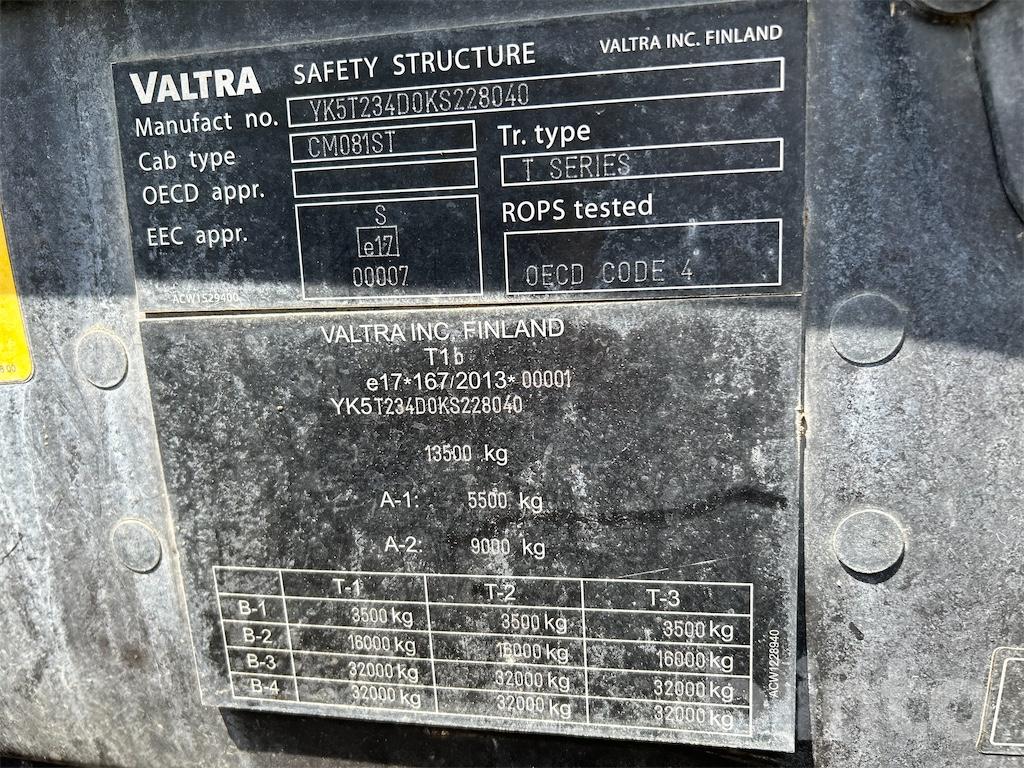 VALTRA SAFETY STRUCTURE VALTRA INC. FINLAND
Manufact no. YK5T234D0KS228040
Cab type CM081ST Tr. type
OECD appr. T SERIES
EEC appr. S ROPS tested
e17
00007 OECD CODE 4
ACW1529400
VALTRA INC. FINLAND
T1b
e17*167/2013*00001
YK5T234D0KS228040
13500 kg
A-1: 5500 kg
A-2: 9000 kg
T-1 T-2 T-3
B-1 3500 kg 3500 kg 3500 kg
B-2 16000 kg 16000 kg 16000 kg
B-3 32000 kg 32000 kg 32000 kg
B-4 32000 kg 32000 kg 32000 kg
ACW1228940